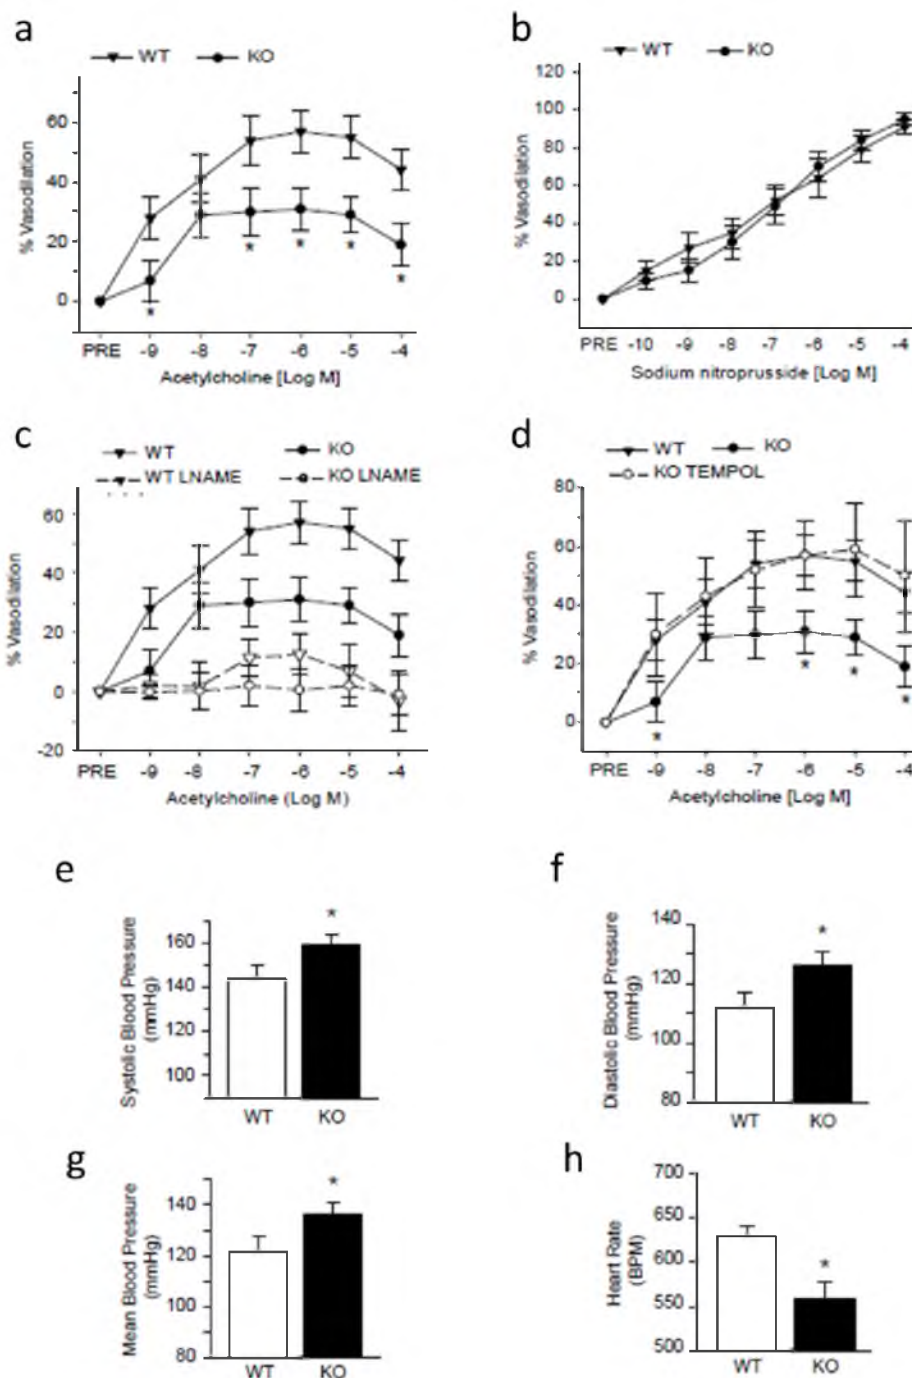 a
WT KO
% Vasodilation
60
40
20
0
* * * * *
PRE -9 -8 -7 -6 -5 -4
Acetylcholine [Log M]
b
WT KO
% Vasodilation
120
100
80
60
40
20
0
PRE -10 -9 -8 -7 -6 -5 -4
Sodium nitroprusside [Log M]
c
WT KO
WT LNAME KO LNAME
% Vasodilation
60
40
20
0
-20
PRE -9 -8 -7 -6 -5 -4
Acetylcholine (Log M)
d
WT KO
KO TEMPOL
% Vasodilation
80
60
40
20
0
* * * *
PRE -9 -8 -7 -6 -5 -4
Acetylcholine [Log M]
e
Systolic Blood Pressure
(mmHg)
160
140
120
100
*
WT KO
f
Diastolic Blood Pressure
(mmHg)
140
120
100
80
*
WT KO
g
Mean Blood Pressure
(mmHg)
140
120
100
80
*
WT KO
h
Heart Rate
(BPM)
700
650
600
550
500
*
WT KO